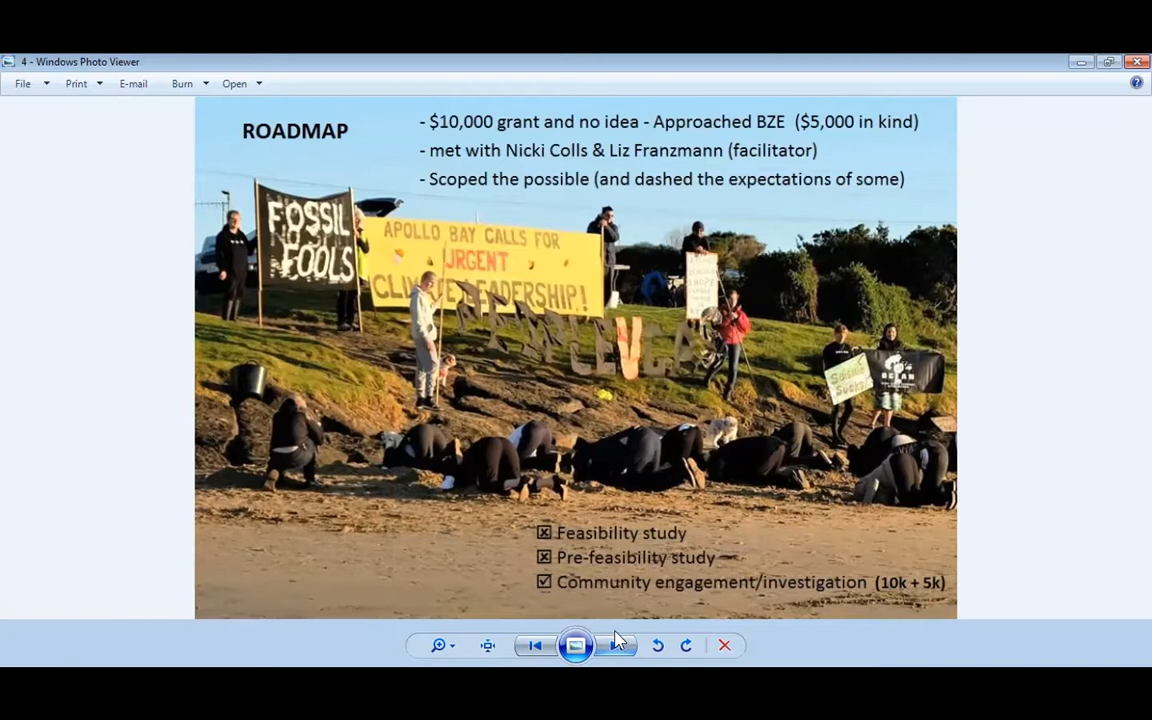 4 - Windows Photo Viewer
File Print E-mail Burn Open
ROADMAP
- $10,000 grant and no idea - Approached BZE ($5,000 in kind)
- met with Nicki Colls & Liz Franzmann (facilitator)
- Scoped the possible (and dashed the expectations of some)
FOSSIL
FOOLS
APOLLO BAY CALLS FOR
URGENT
LEADERSHIP!
Seismic
Sucks!
Feasibility study
Pre-feasibility study
Community engagement/investigation (10k + 5k)